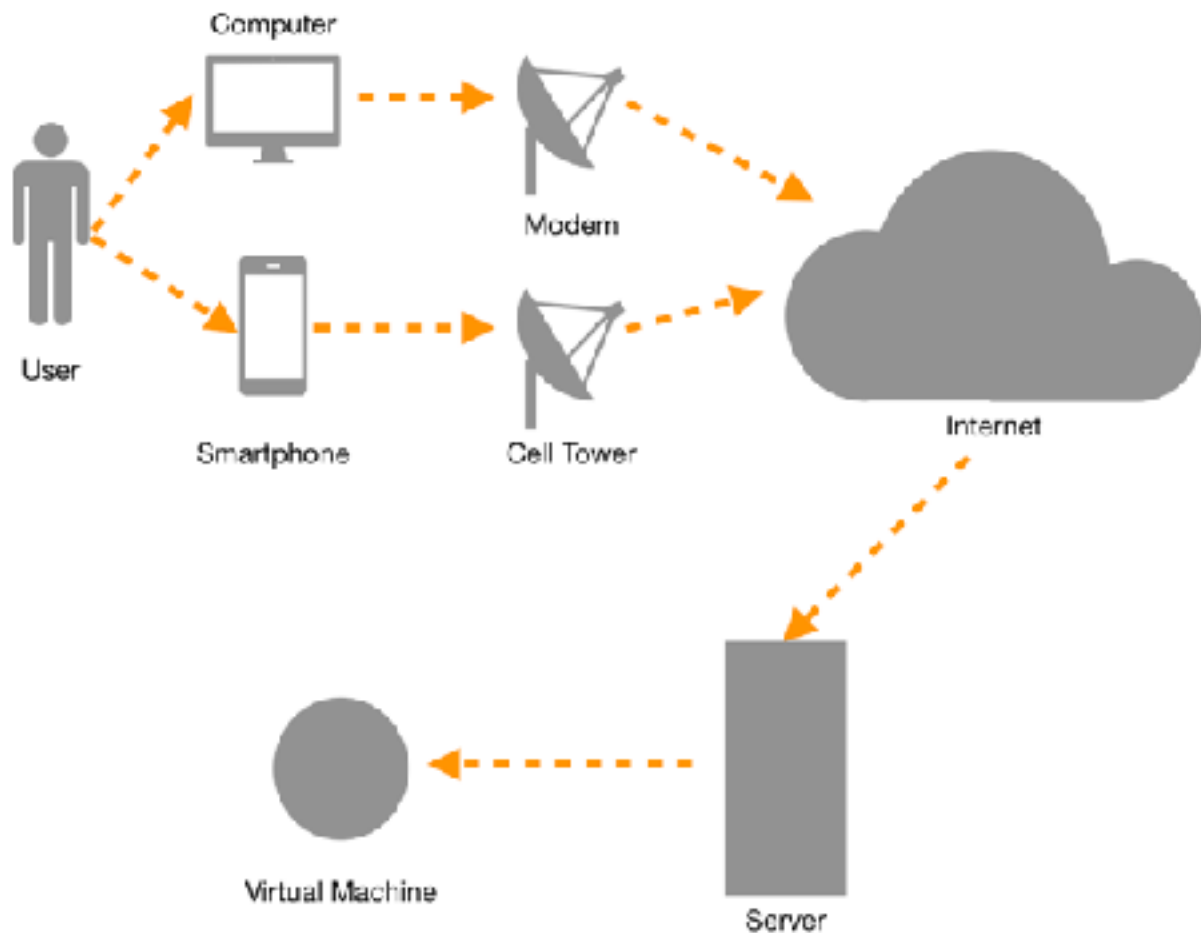 Computer
User
Modem
Smartphone
Cell Tower
Internet
Virtual Machine
Server